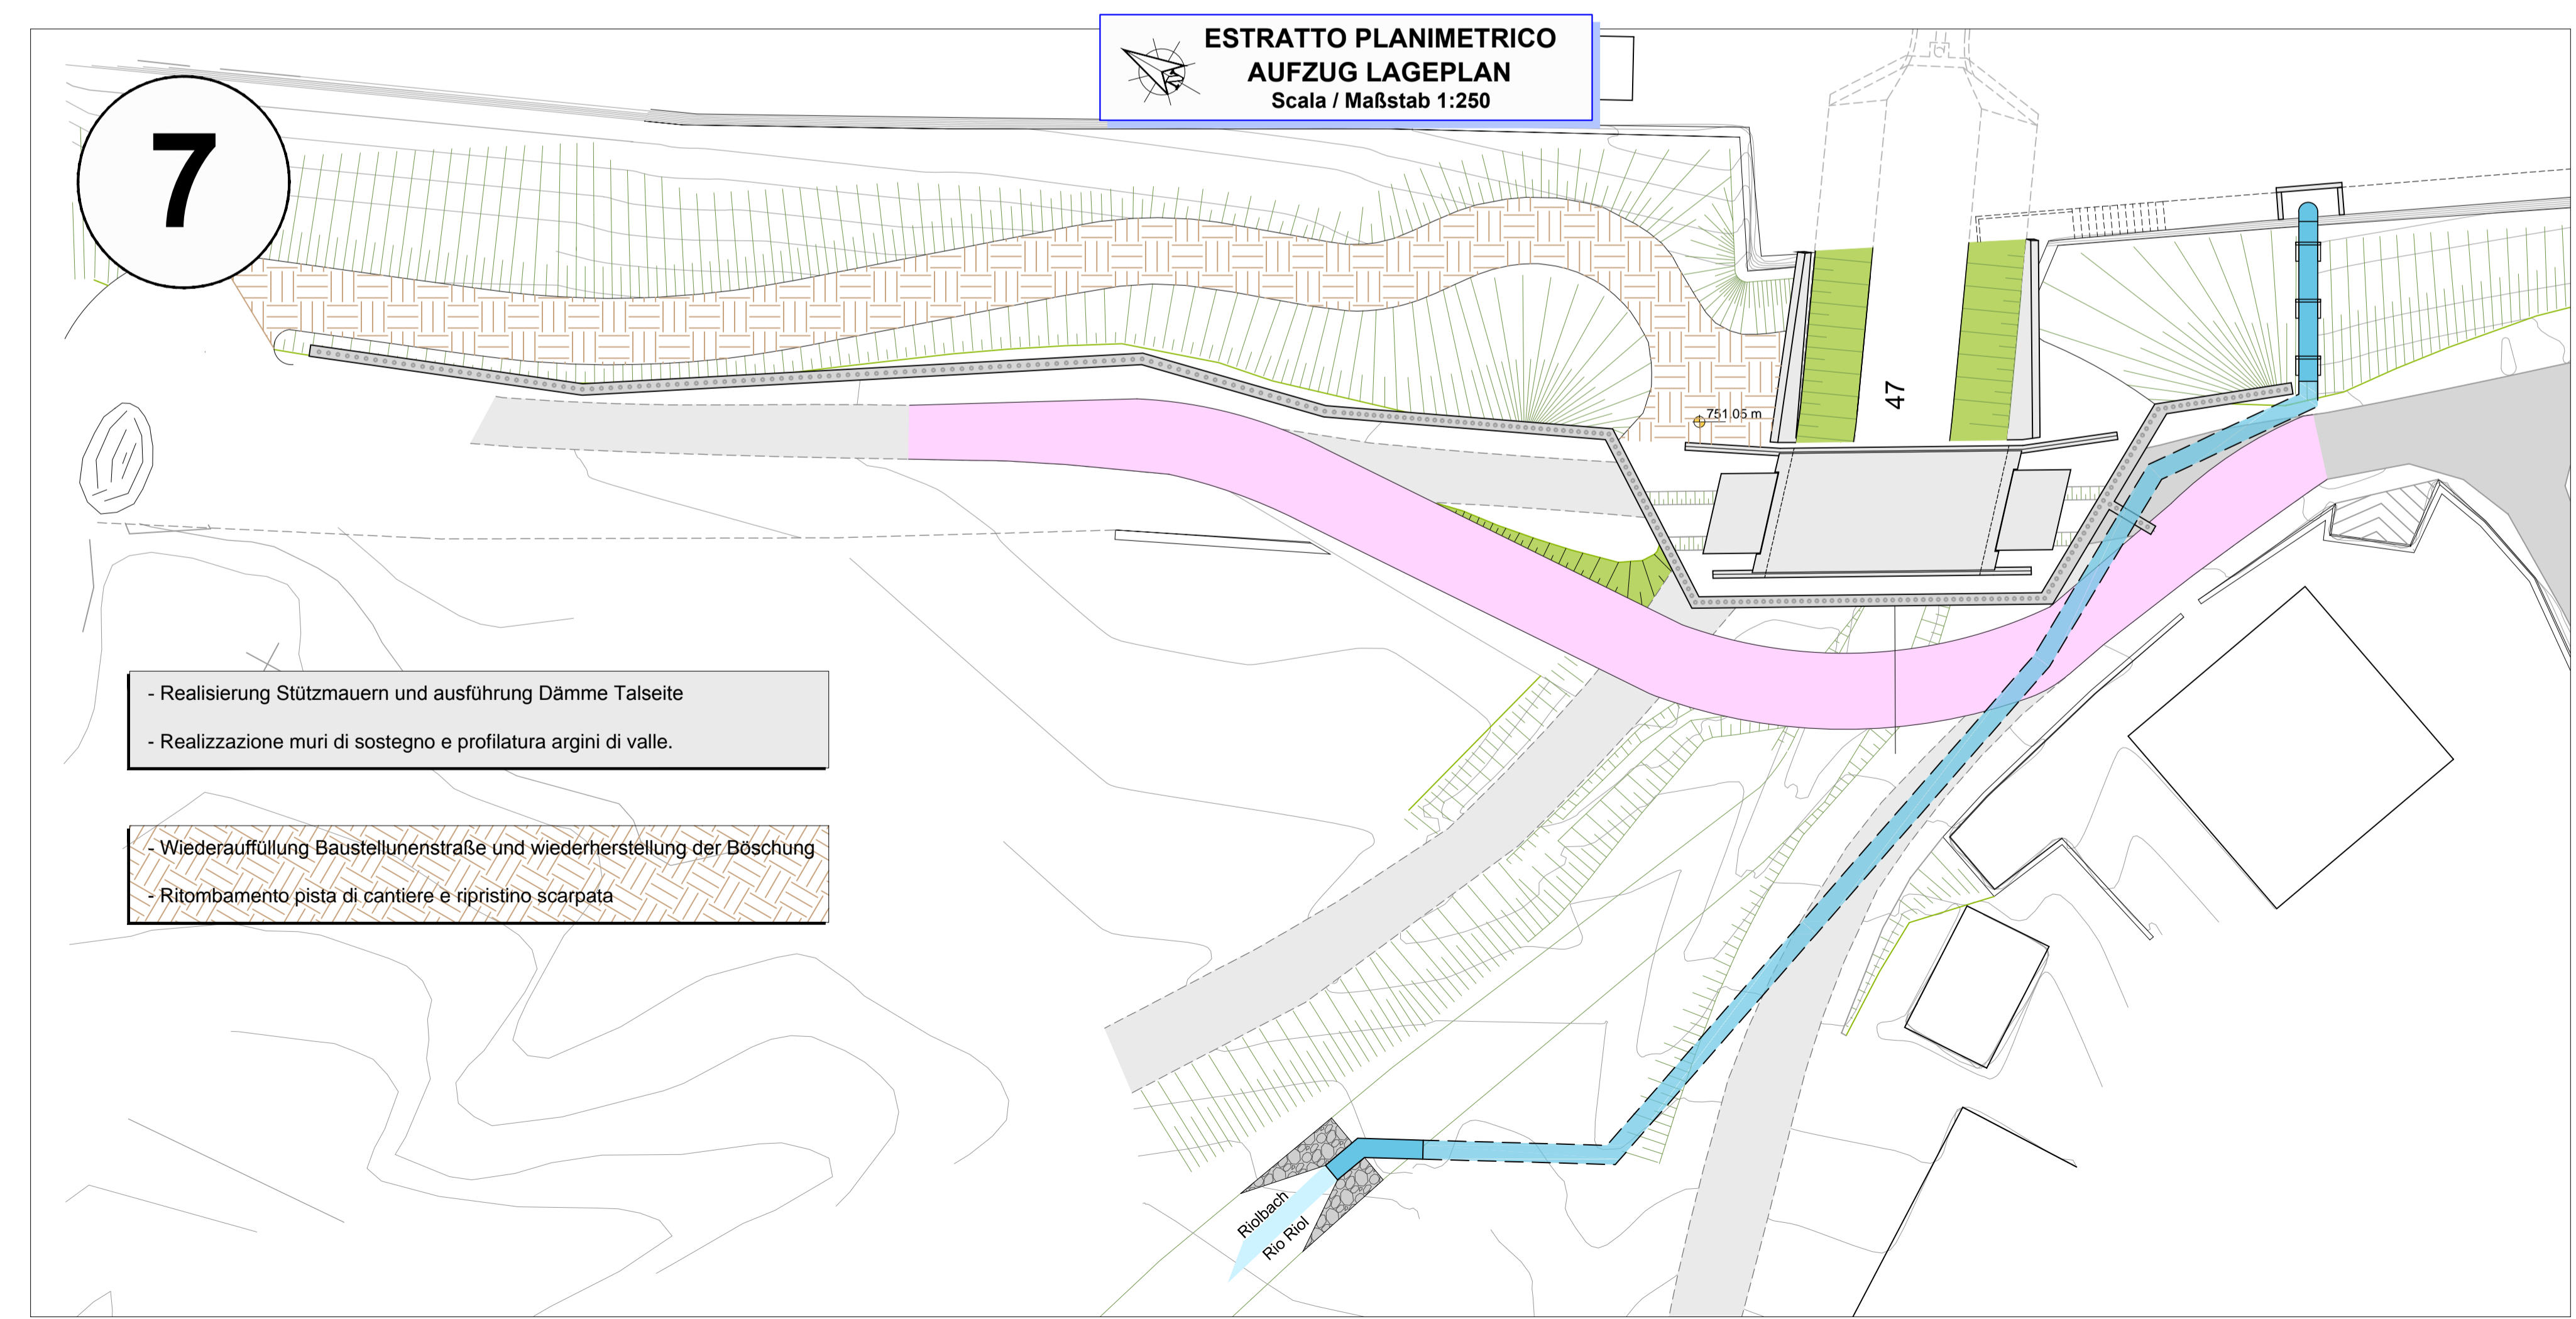 ESTRATTO PLANIMETRICO
AUFZUG LAGEPLAN
Scala / Maßstab 1:250
7
47
751.05 m
- Realisierung Stützmauern und ausführung Dämme Talseite
- Realizzazione muri di sostegno e profilatura argini di valle.
- Wiederauffüllung Baustellunenstraße und wiederherstellung der Böschung
- Ritombamento pista di cantiere e ripristino scarpata
Riolbach
Rio Riol